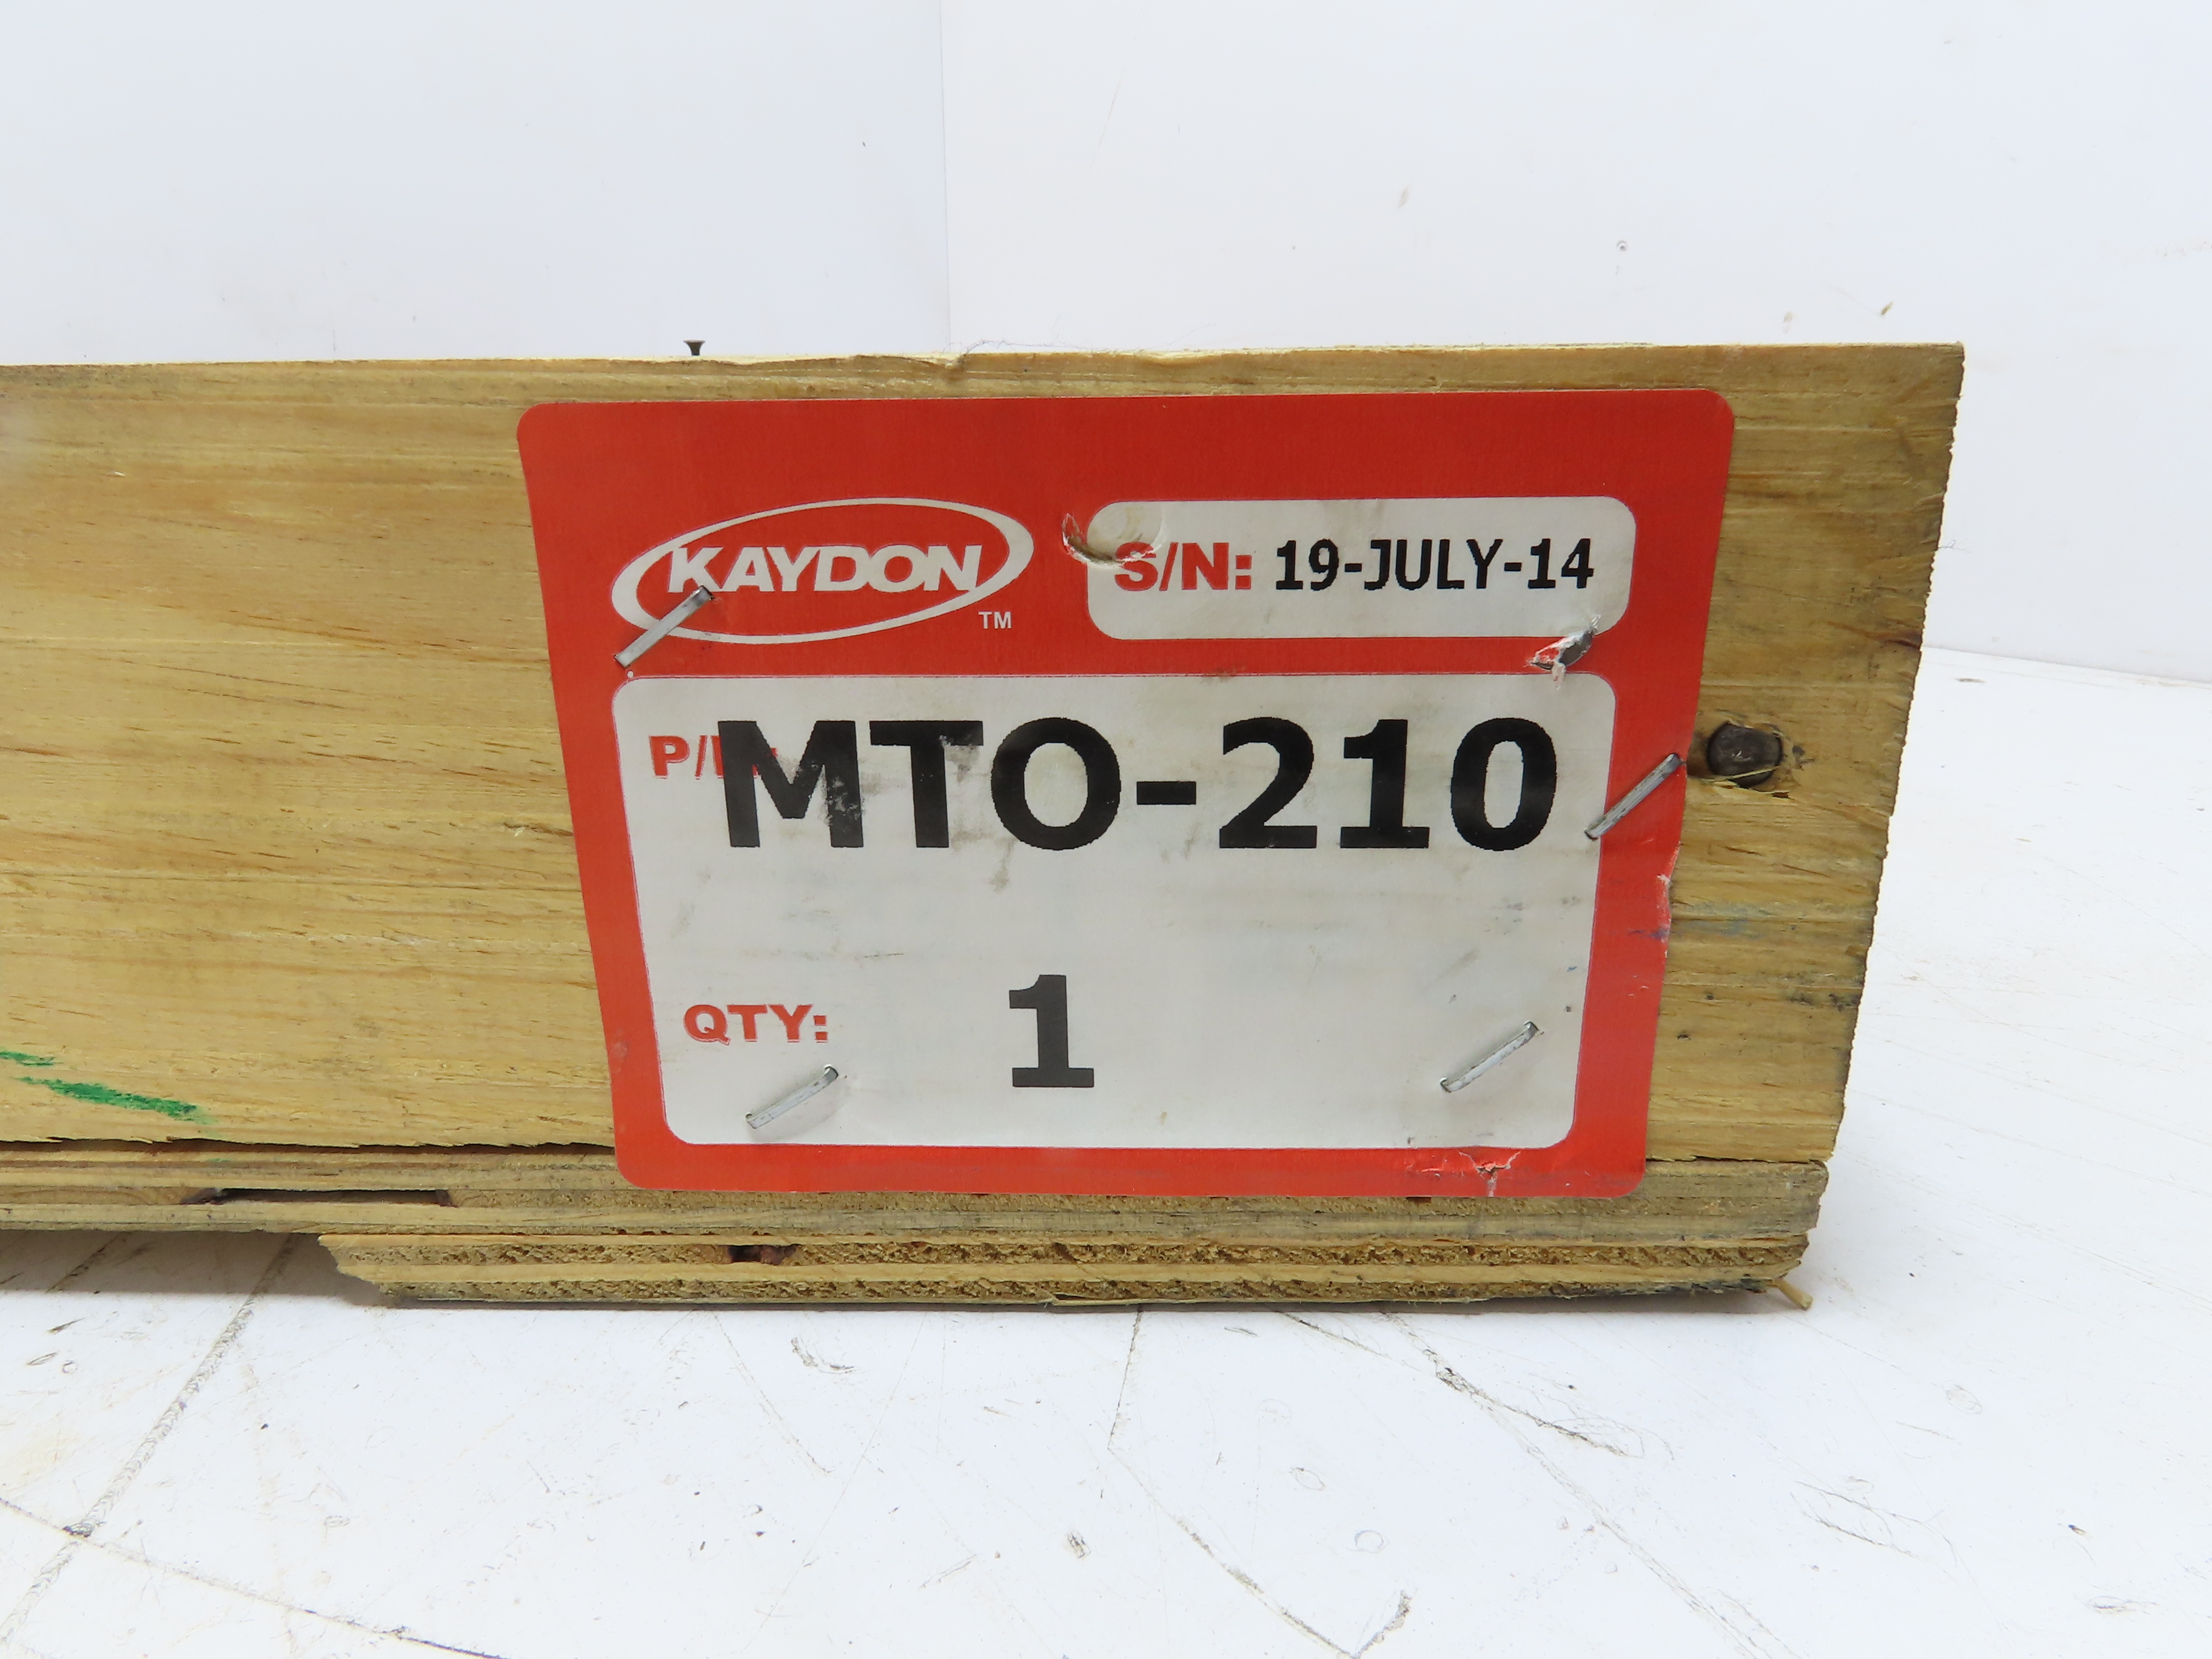 KAYDON
TM
S/N: 19-JULY-14
MTO-210
QTY: 1